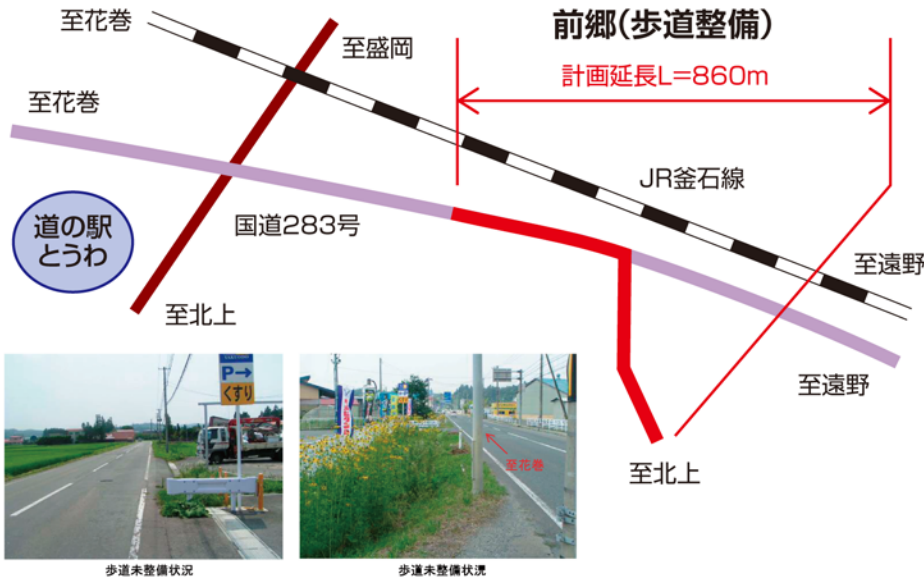 至花巻
至盛岡
前郷(歩道整備)
計画延長L=860m
至花巻
JR釜石線
道の駅
とうわ
国道283号
至遠野
至北上
至遠野
至北上
P→
くすり
至花巻
歩道未整備状況
歩道未整備状況